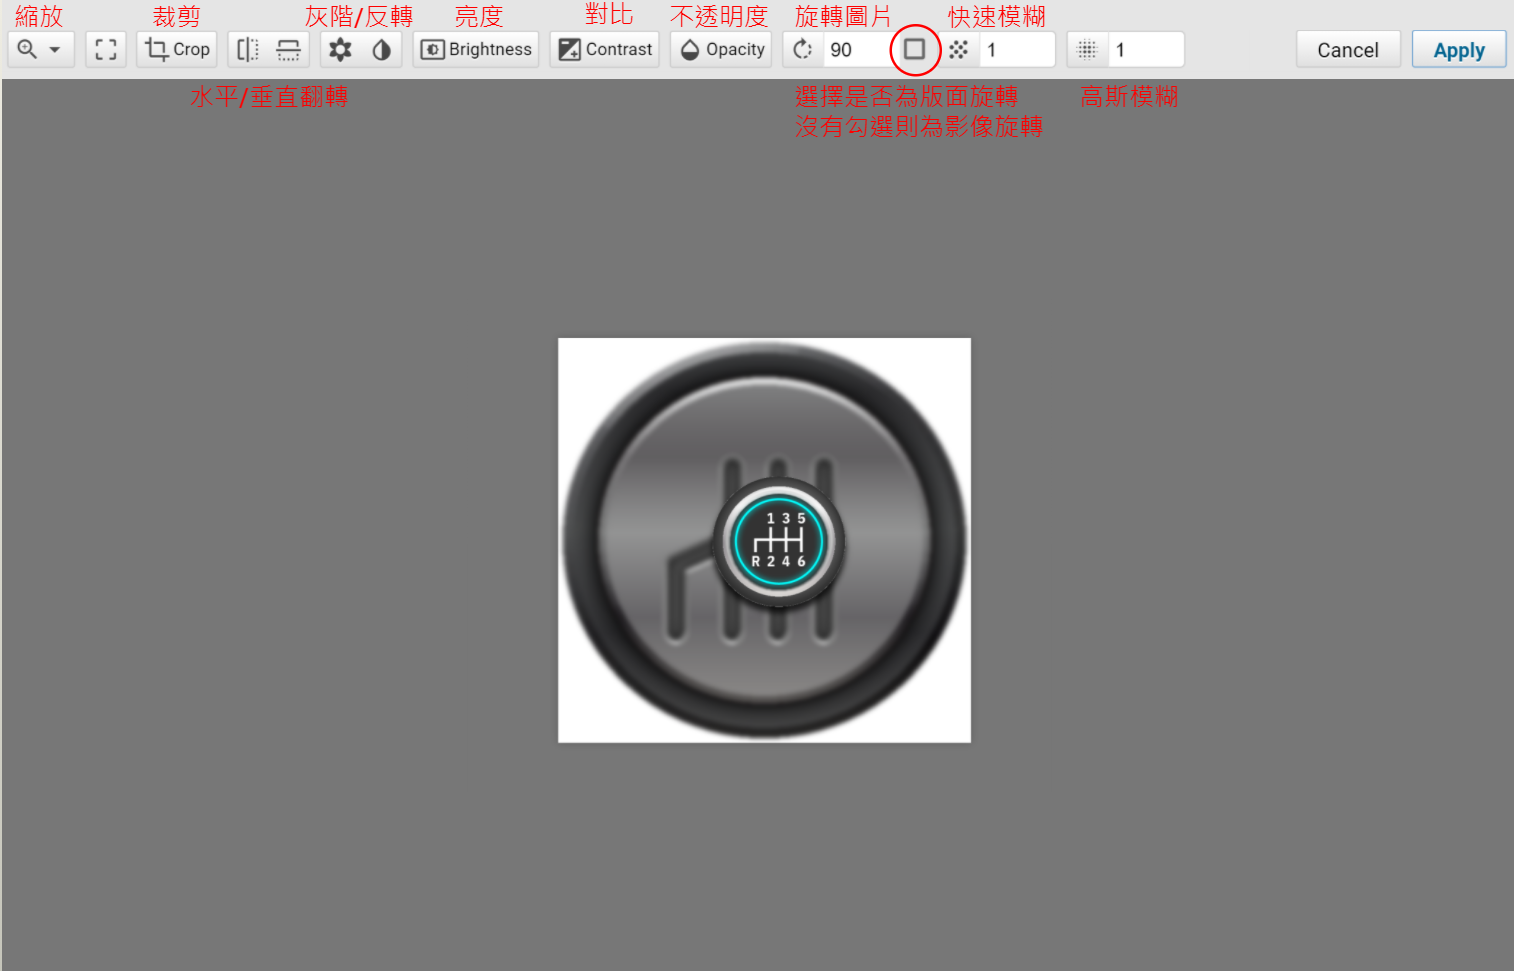 縮放 裁剪 灰階/反轉 亮度 對比 不透明度 旋轉圖片 快速模糊
Crop Brightness Contrast Opacity 90 1 1 Cancel Apply
水平/垂直翻轉 選擇是否為版面旋轉 高斯模糊
沒有勾選則為影像旋轉
1 3 5
R 2 4 6